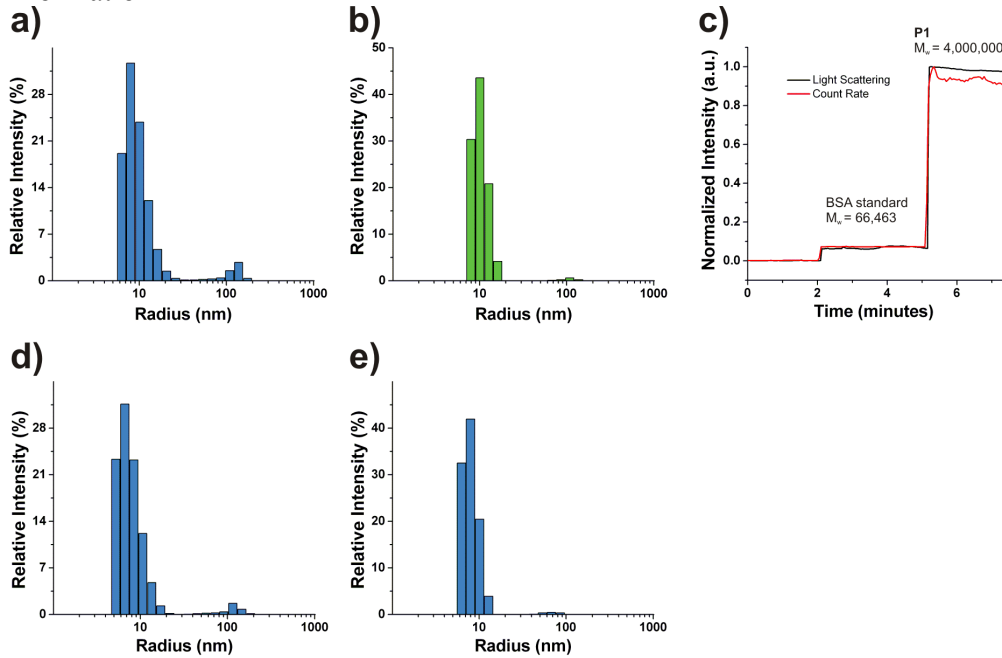 a)
Relative Intensity (%)
28
21
14
7
0
10
100
1000
Radius (nm)
b)
Relative Intensity (%)
50
40
30
20
10
0
10
100
1000
Radius (nm)
c)
P1
Mw = 4,000,000
Light Scattering
Count Rate
BSA standard
Mw = 66,463
Normalized Intensity (a.u.)
1.0
0.8
0.6
0.4
0.2
0.0
0
2
4
6
Time (minutes)
d)
Relative Intensity (%)
28
21
14
7
0
10
100
1000
Radius (nm)
e)
Relative Intensity (%)
40
30
20
10
0
10
100
1000
Radius (nm)